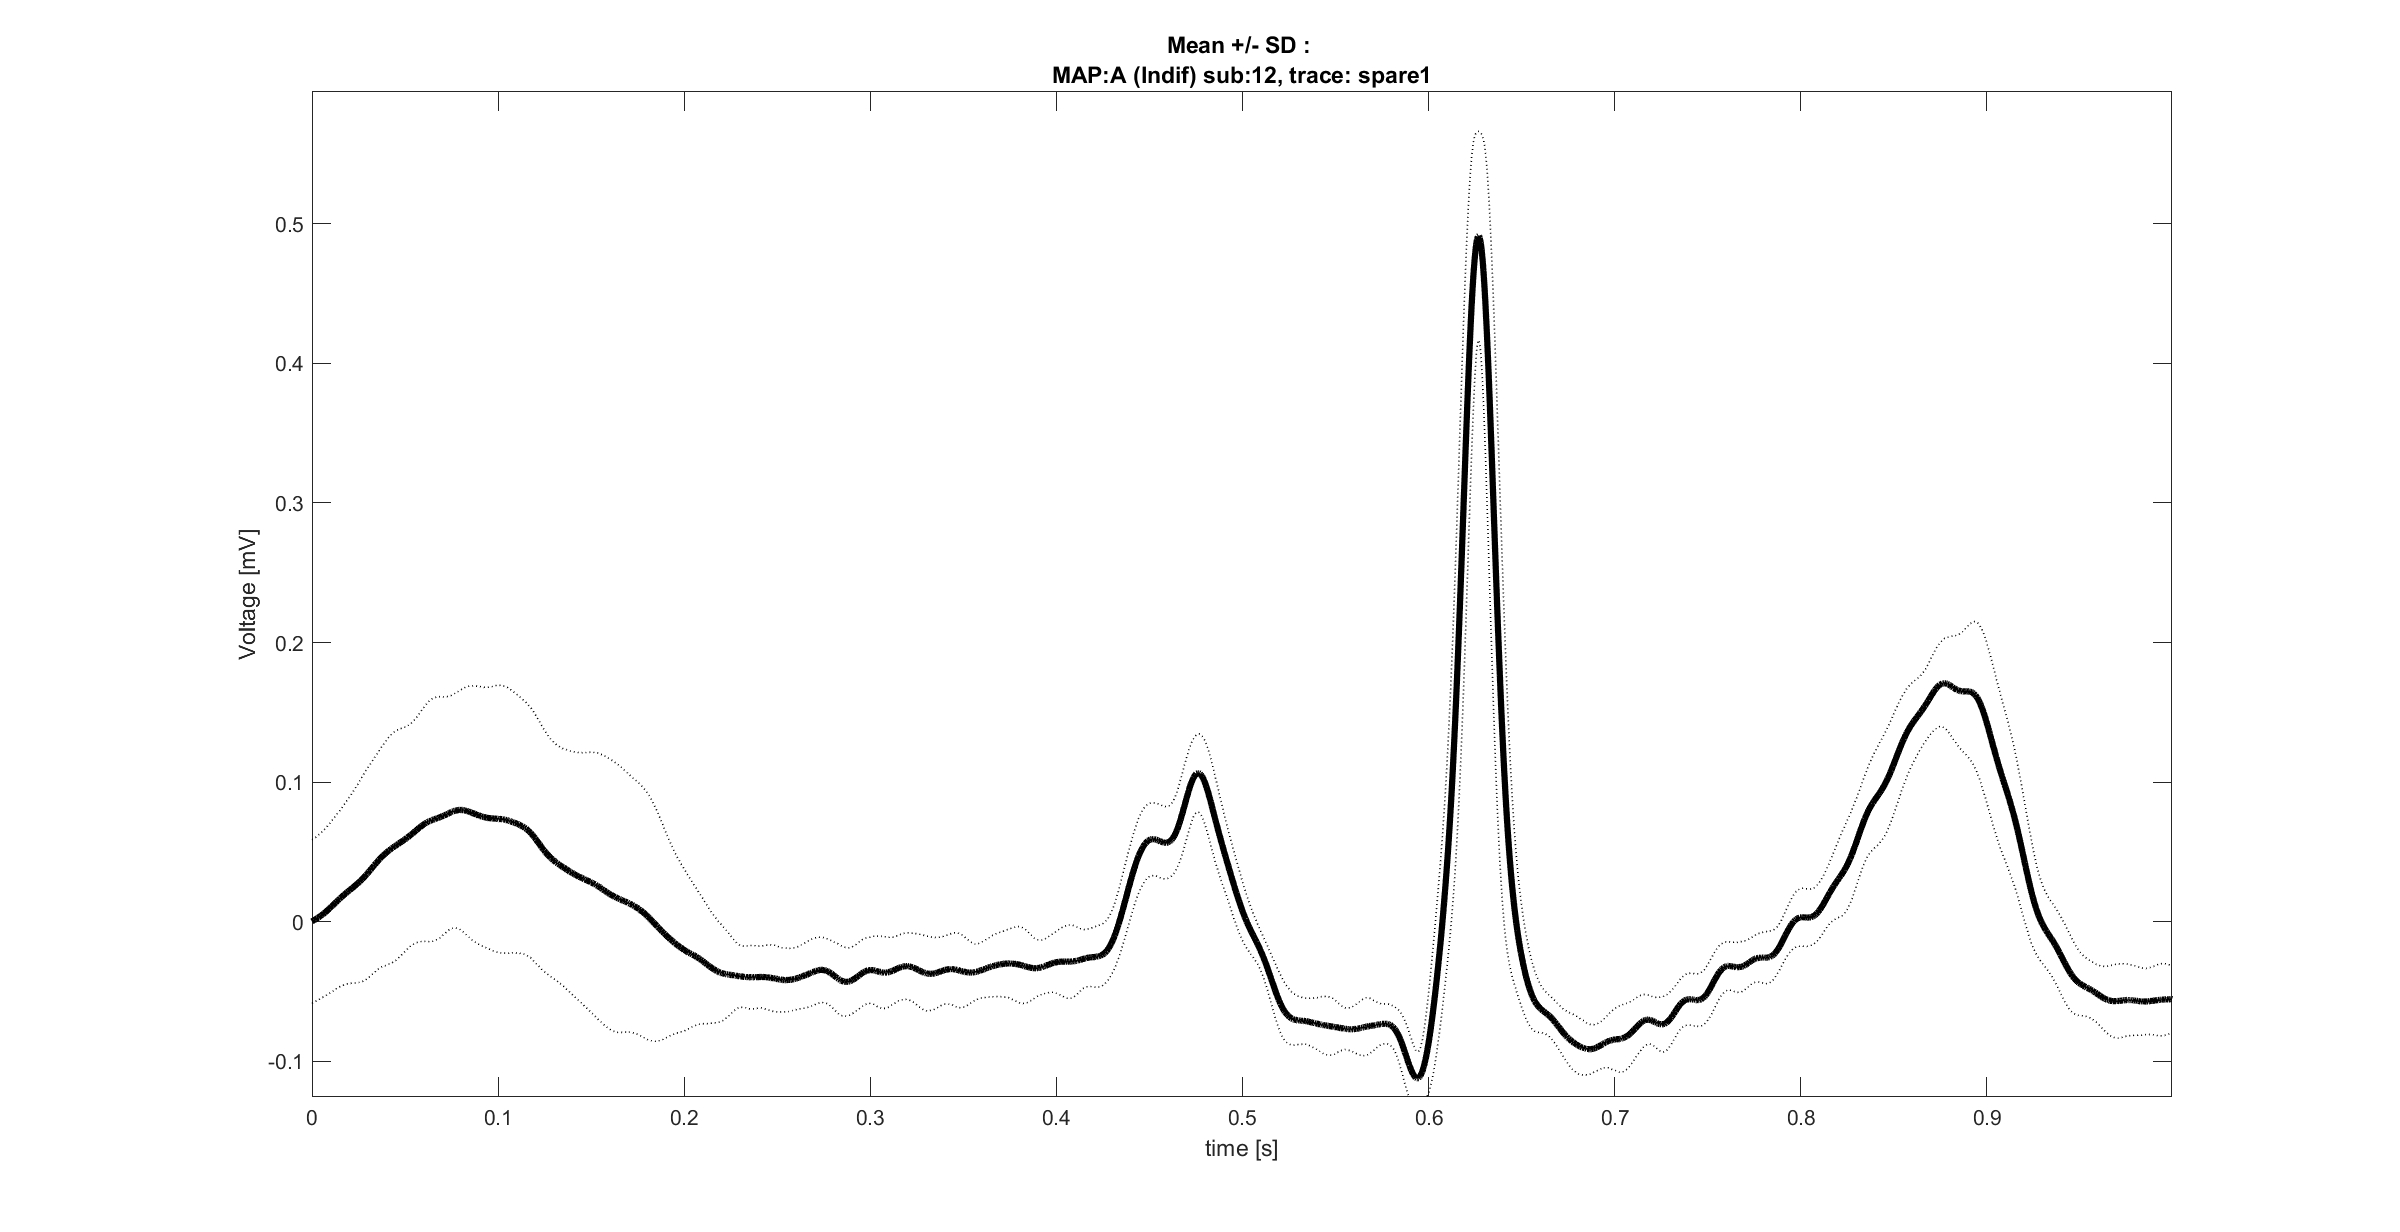 Mean +/- SD :
MAP:A (Indif) sub:12, trace: spare1
Voltage [mV]
0.5
0.4
0.3
0.2
0.1
0
-0.1
0 0.1 0.2 0.3 0.4 0.5 0.6 0.7 0.8 0.9
time [s]